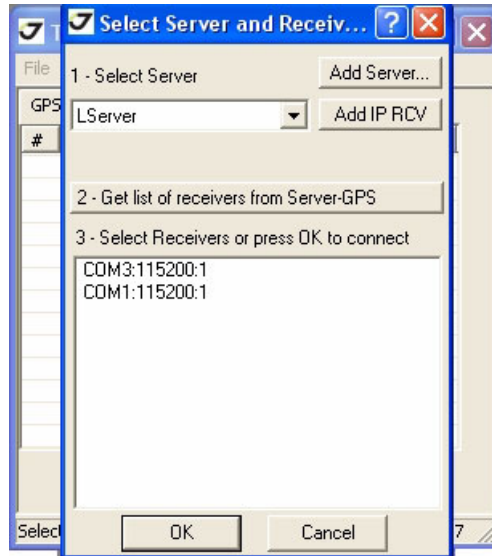 Select Server and Receiv...
File
1 - Select Server
Add Server...
GPS
LServer
Add IP RCV
#
2 - Get list of receivers from Server-GPS
3 - Select Receivers or press OK to connect
COM3:115200:1
COM1:115200:1
Selec
OK
Cancel
7